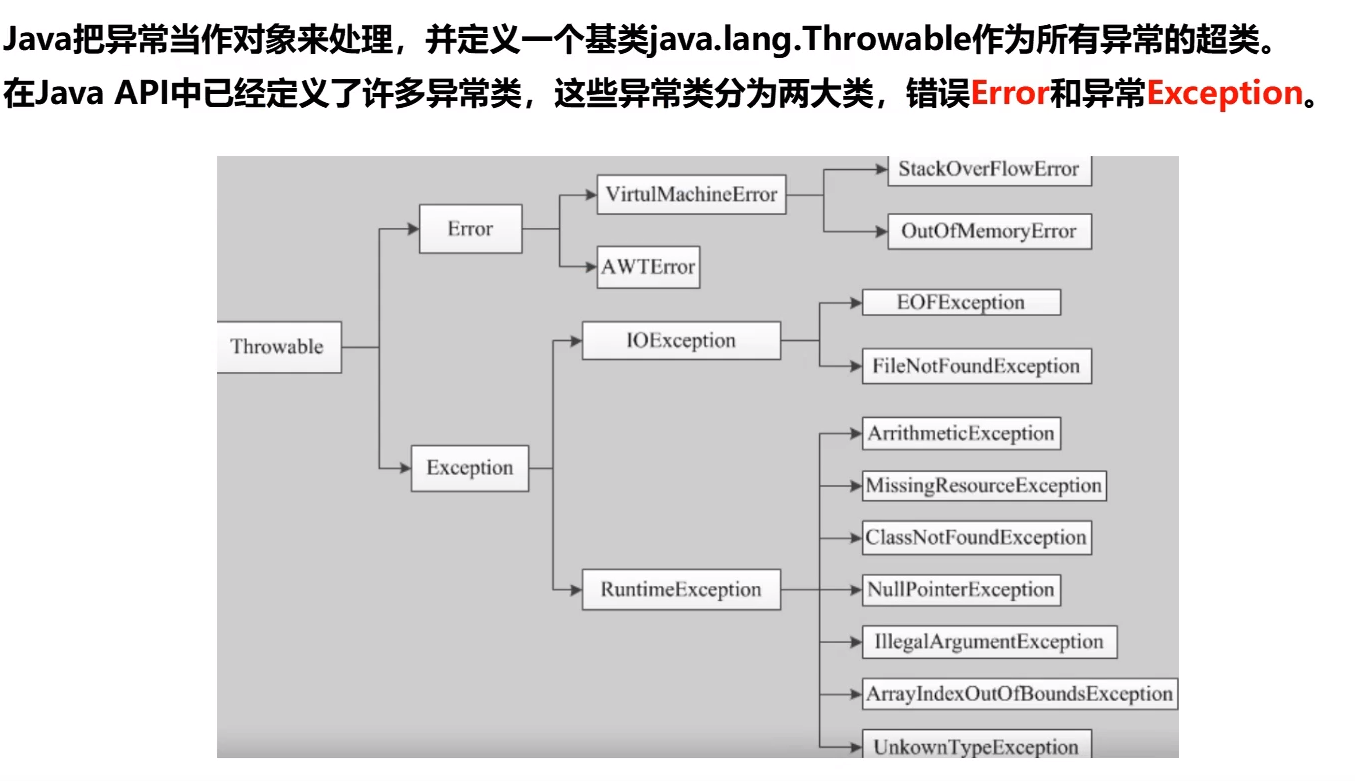 Java把异常当作对象来处理，并定义一个基类java.lang.Throwable作为所有异常的超类。
在Java API中已经定义了许多异常类，这些异常类分为两大类，错误Error和异常Exception。
StackOverFlowError
VirtulMachineError
Error
OutOfMemoryError
AWTError
EOFException
IOException
Throwable
FileNotFoundException
ArrithmeticException
Exception
MissingResourceException
ClassNotFoundException
RuntimeException
NullPointerException
IllegalArgumentException
ArrayIndexOutOfBoundsException
UnkownTypeException